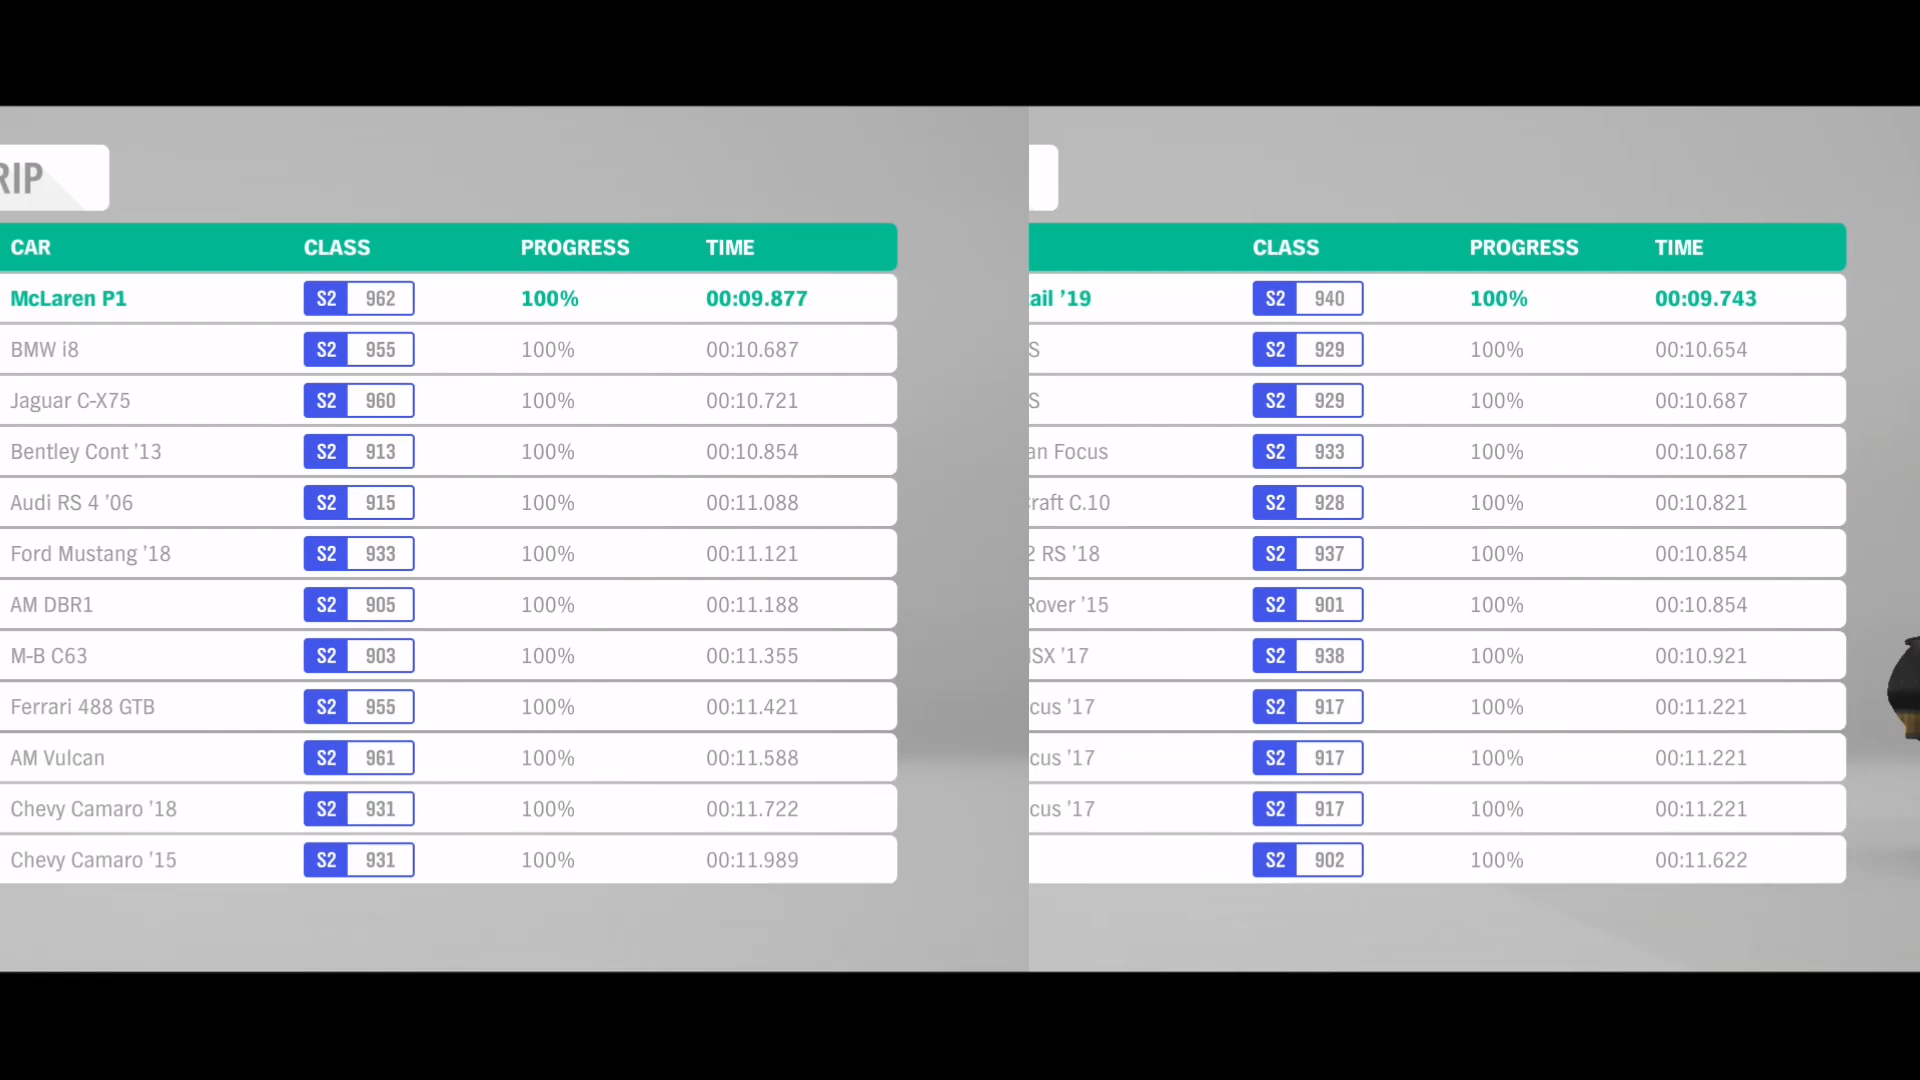 RIP
CAR CLASS PROGRESS TIME
McLaren P1 S2 962 100% 00:09.877
BMW i8 S2 955 100% 00:10.687
Jaguar C-X75 S2 960 100% 00:10.721
Bentley Cont ’13 S2 913 100% 00:10.854
Audi RS 4 ’06 S2 915 100% 00:11.088
Ford Mustang ’18 S2 933 100% 00:11.121
AM DBR1 S2 905 100% 00:11.188
M-B C63 S2 903 100% 00:11.355
Ferrari 488 GTB S2 955 100% 00:11.421
AM Vulcan S2 961 100% 00:11.588
Chevy Camaro ’18 S2 931 100% 00:11.722
Chevy Camaro ’15 S2 931 100% 00:11.989
CLASS PROGRESS TIME
ail ’19 S2 940 100% 00:09.743
S S2 929 100% 00:10.654
S S2 929 100% 00:10.687
an Focus S2 933 100% 00:10.687
raft C.10 S2 928 100% 00:10.821
2 RS ’18 S2 937 100% 00:10.854
Rover ’15 S2 901 100% 00:10.854
SX ’17 S2 938 100% 00:10.921
cus ’17 S2 917 100% 00:11.221
cus ’17 S2 917 100% 00:11.221
cus ’17 S2 917 100% 00:11.221
S2 902 100% 00:11.622